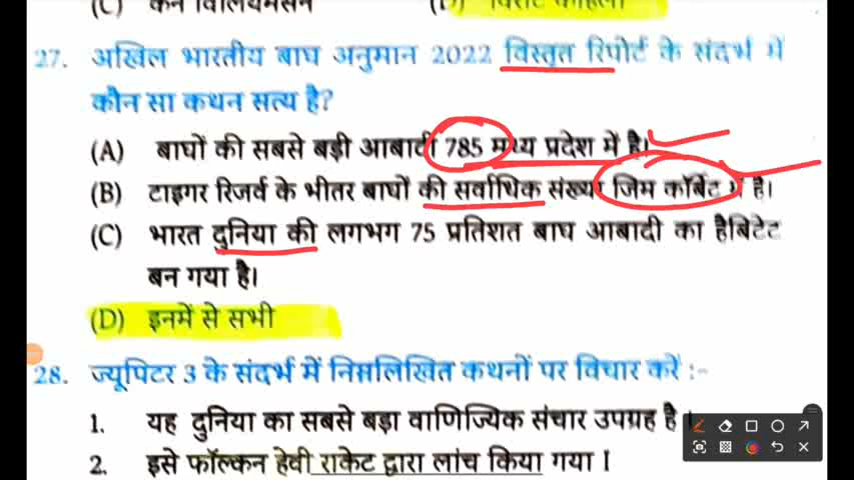 (C) केन विलियमसन (D) विराट कोहली
27. अखिल भारतीय बाघ अनुमान 2022 विस्तृत रिपोर्ट के संदर्भ में
कौन सा कथन सत्य है?
(A) बाघों की सबसे बड़ी आबादी 785 मध्य प्रदेश में है।
(B) टाइगर रिजर्व के भीतर बाघों की सर्वाधिक संख्या जिम कॉर्बेट में है।
(C) भारत दुनिया की लगभग 75 प्रतिशत बाघ आबादी का हैबिटेट
बन गया है।
(D) इनमें से सभी
28. ज्यूपिटर 3 के संदर्भ में निम्नलिखित कथनों पर विचार करें :-
1. यह दुनिया का सबसे बड़ा वाणिज्यिक संचार उपग्रह है।
2. इसे फॉल्कन हेवी राकेट द्वारा लांच किया गया I